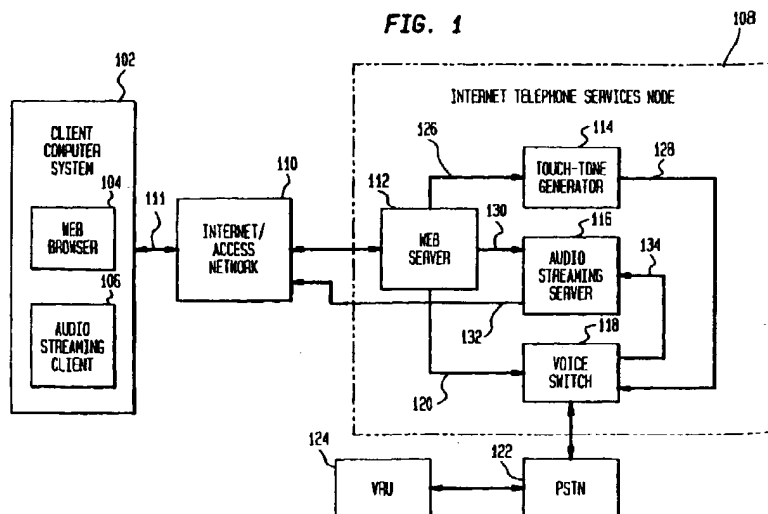 FIG. 1
108
102
INTERNET TELEPHONE SERVICES NODE
CLIENT
COMPUTER
SYSTEM
104
WEB
BROWSER
106
AUDIO
STREAMING
CLIENT
111
110
INTERNET/
ACCESS
NETWORK
112
WEB
SERVER
126
114
TOUCH-TONE
GENERATOR
128
130
116
AUDIO
STREAMING
SERVER
134
132
118
VOICE
SWITCH
120
124
VRU
122
PSTN